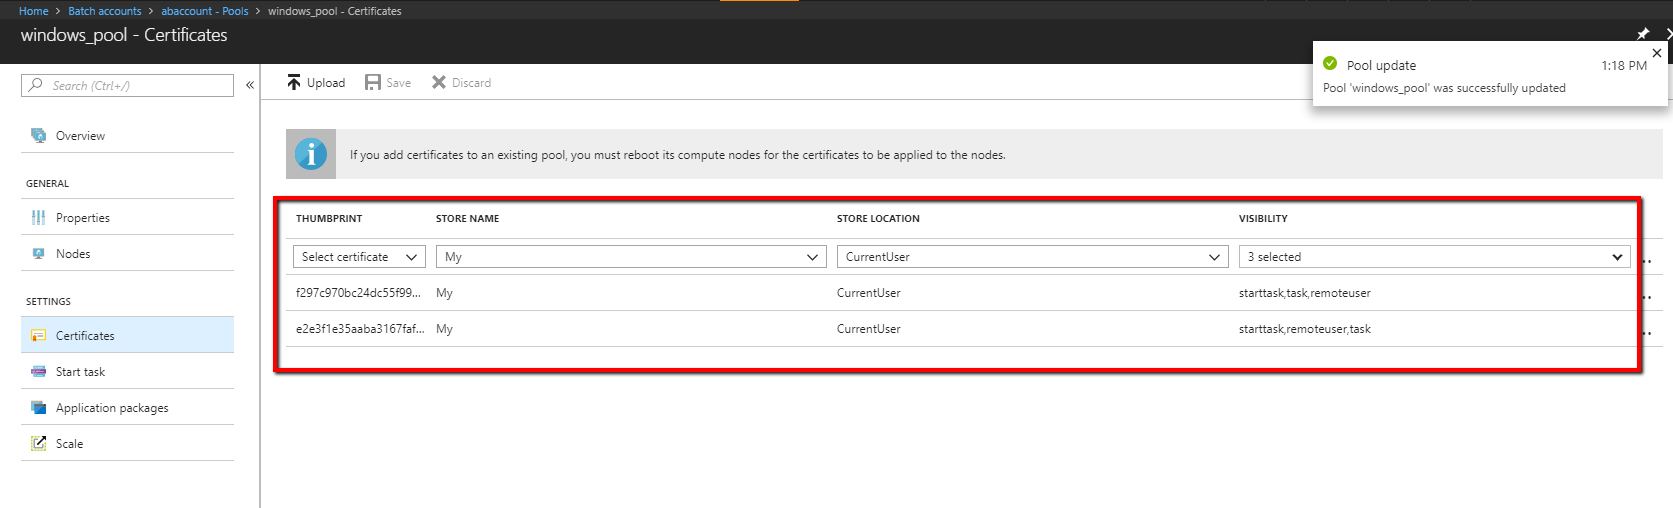 Home > Batch accounts > abaccount - Pools > windows_pool - Certificates
windows_pool - Certificates
Pool update 1:18 PM
Pool 'windows_pool' was successfully updated
Search (Ctrl+/)
Upload Save Discard
Overview
If you add certificates to an existing pool, you must reboot its compute nodes for the certificates to be applied to the nodes.
GENERAL
Properties
Nodes
SETTINGS
Certificates
Start task
Application packages
Scale
THUMBPRINT STORE NAME STORE LOCATION VISIBILITY
Select certificate My CurrentUser 3 selected
f297c970bc24dc55f99... My CurrentUser starttask,task,remoteuser
e2e3f1e35aaba3167faf... My CurrentUser starttask,remoteuser,task